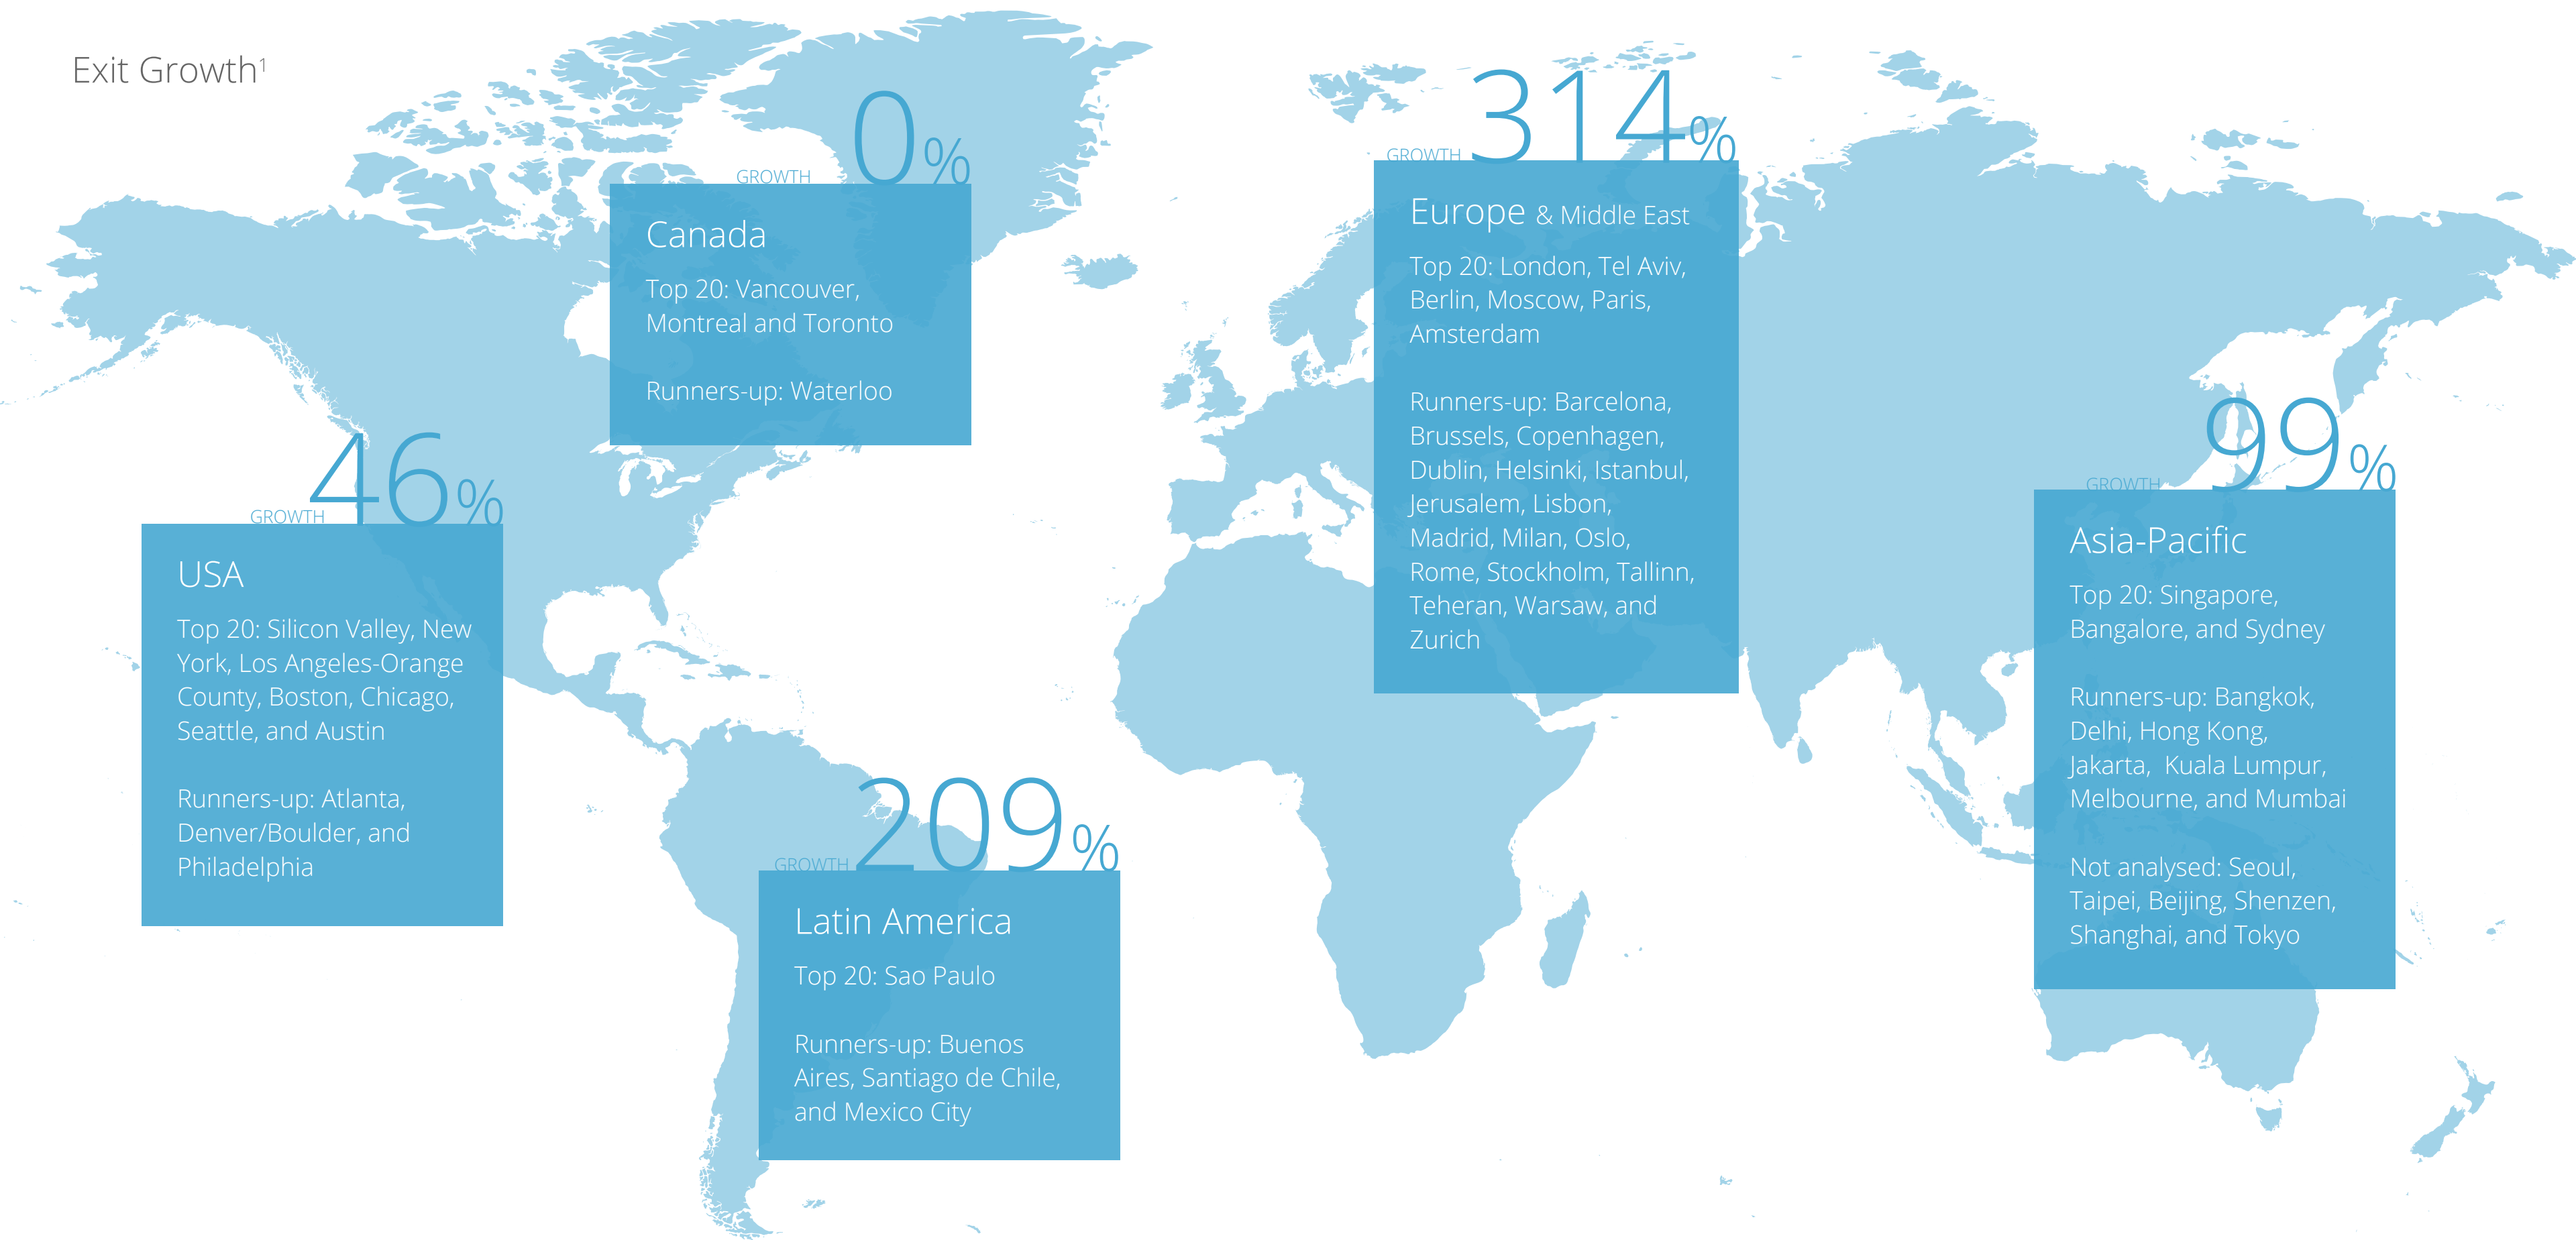 Exit Growth¹
0%
GROWTH
Canada
Top 20: Vancouver,
Montreal and Toronto
Runners-up: Waterloo
314%
GROWTH
Europe & Middle East
Top 20: London, Tel Aviv,
Berlin, Moscow, Paris,
Amsterdam
Runners-up: Barcelona,
Brussels, Copenhagen,
Dublin, Helsinki, Istanbul,
Jerusalem, Lisbon,
Madrid, Milan, Oslo,
Rome, Stockholm, Tallinn,
Teheran, Warsaw, and
Zurich
46%
GROWTH
USA
Top 20: Silicon Valley, New
York, Los Angeles-Orange
County, Boston, Chicago,
Seattle, and Austin
Runners-up: Atlanta,
Denver/Boulder, and
Philadelphia
99%
GROWTH
Asia-Pacific
Top 20: Singapore,
Bangalore, and Sydney
Runners-up: Bangkok,
Delhi, Hong Kong,
Jakarta,  Kuala Lumpur,
Melbourne, and Mumbai
Not analysed: Seoul,
Taipei, Beijing, Shenzen,
Shanghai, and Tokyo
209%
GROWTH
Latin America
Top 20: Sao Paulo
Runners-up: Buenos
Aires, Santiago de Chile,
and Mexico City